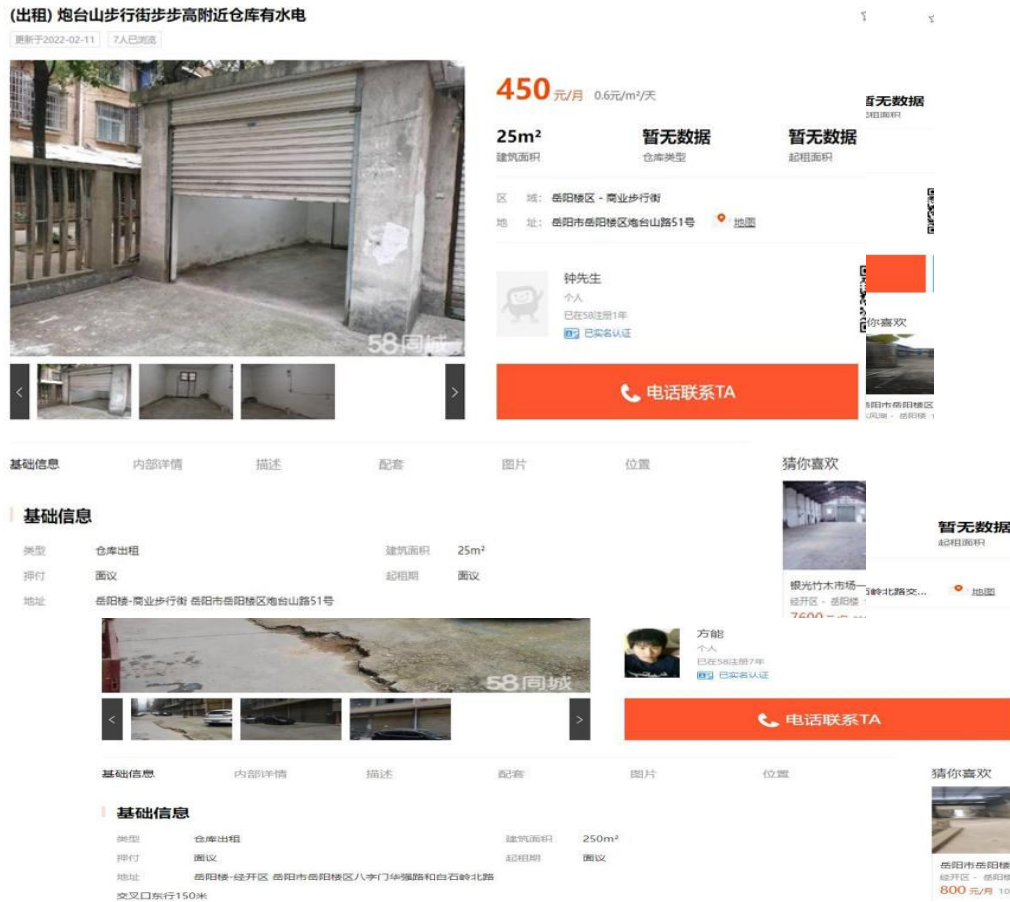 (出租) 炮台山步行街步步高附近仓库有水电
更新于2022-02-11 7人已浏览
450 元/月 0.6元/m²/天
25m² 暂无数据 暂无数据
建筑面积 仓库类型 起租面积
暂无数据
起租面积
区 域: 岳阳楼区 - 商业步行街
地 址: 岳阳市岳阳楼区炮台山路51号 地图
钟先生
个人
已在58注册1年
已实名认证
58同城
电话联系TA
你喜欢
岳阳市岳阳楼区
基础信息 内部详情 描述 配套 图片 位置
猜你喜欢
基础信息
类型 仓库出租 建筑面积 25m²
押付 面议 起租期 面议
地址 岳阳楼-商业步行街 岳阳市岳阳楼区炮台山路51号
银光竹木市场一
经开区 - 岳阳楼
7600
暂无数据
起租面积
岭北路交... 地图
58同城
方能
个人
已在58注册7年
已实名认证
电话联系TA
基础信息 内部详情 描述 配套 图片 位置
猜你喜欢
基础信息
类型 仓库出租 建筑面积 250m²
押付 面议 起租期 面议
地址 岳阳楼-经开区 岳阳市岳阳楼区八字门华强路和白石岭北路
交叉口东行150米
岳阳市岳阳楼
经开区 - 岳阳楼
800 元/月 10